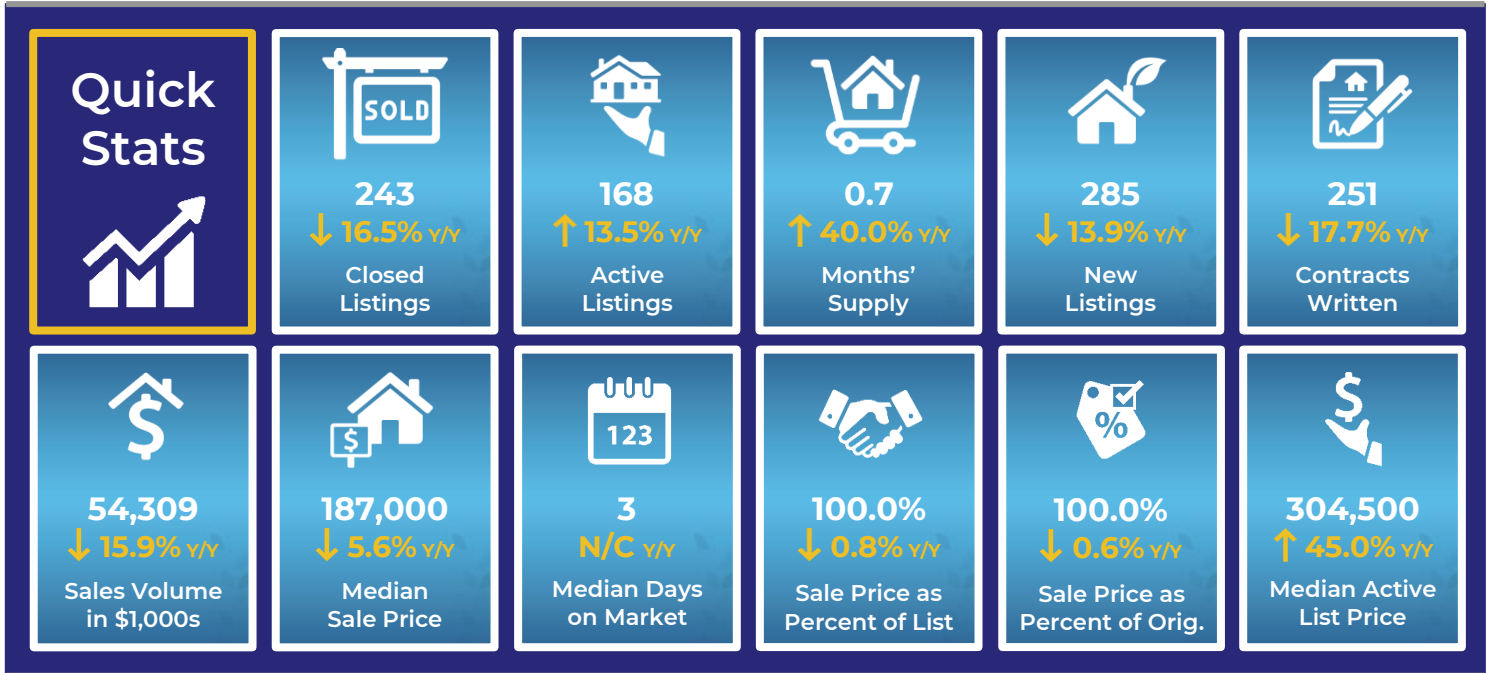 Quick
Stats
SOLD
243
↓ 16.5% Y/Y
Closed
Listings
168
↑ 13.5% Y/Y
Active
Listings
0.7
↑ 40.0% Y/Y
Months’
Supply
285
↓ 13.9% Y/Y
New
Listings
251
↓ 17.7% Y/Y
Contracts
Written
$
54,309
↓ 15.9% Y/Y
Sales Volume
in $1,000s
$
187,000
↓ 5.6% Y/Y
Median
Sale Price
123
3
N/C Y/Y
Median Days
on Market
100.0%
↓ 0.8% Y/Y
Sale Price as
Percent of List
%
100.0%
↓ 0.6% Y/Y
Sale Price as
Percent of Orig.
$
304,500
↑ 45.0% Y/Y
Median Active
List Price